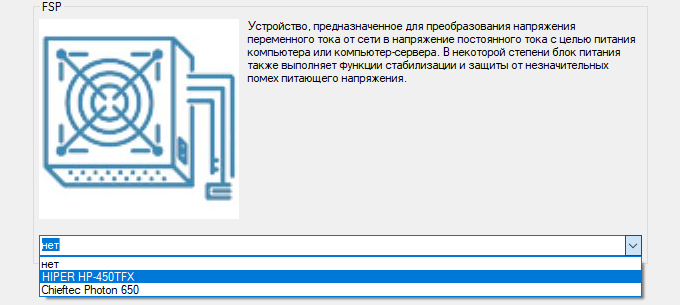 FSP
Устройство, предназначенное для преобразования напряжения
переменного тока от сети в напряжение постоянного тока с целью питания
компьютера или компьютер-сервера. В некоторой степени блок питания
также выполняет функции стабилизации и защиты от незначительных
помех питающего напряжения.
нет
нет
HIPER HP-450TFX
Chieftec Photon 650